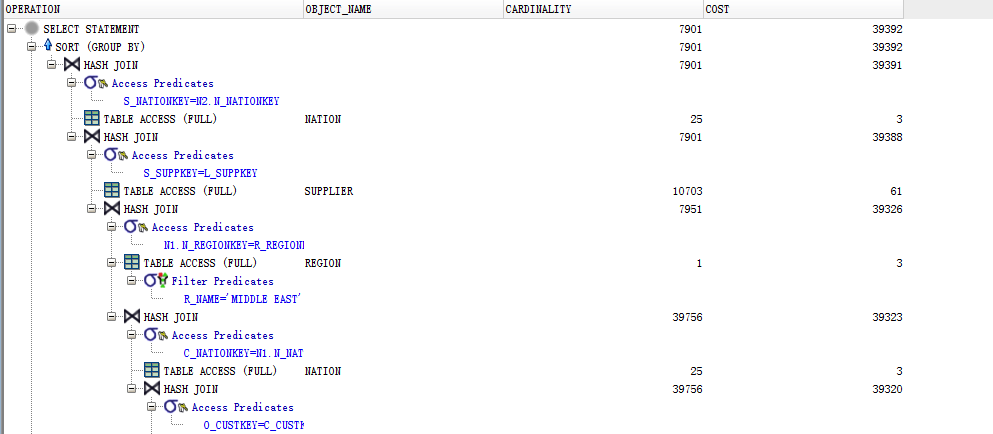 OPERATION OBJECT_NAME CARDINALITY COST
SELECT STATEMENT 7901 39392
SORT (GROUP BY) 7901 39392
HASH JOIN 7901 39391
Access Predicates
S_NATIONKEY=N2.N_NATIONKEY
TABLE ACCESS (FULL) NATION 25 3
HASH JOIN 7901 39388
Access Predicates
S_SUPPKEY=L_SUPPKEY
TABLE ACCESS (FULL) SUPPLIER 10703 61
HASH JOIN 7951 39326
Access Predicates
N1.N_REGIONKEY=R_REGION
TABLE ACCESS (FULL) REGION 1 3
Filter Predicates
R_NAME='MIDDLE EAST'
HASH JOIN 39756 39323
Access Predicates
C_NATIONKEY=N1.N_NAT
TABLE ACCESS (FULL) NATION 25 3
HASH JOIN 39756 39320
Access Predicates
O_CUSTKEY=C_CUST